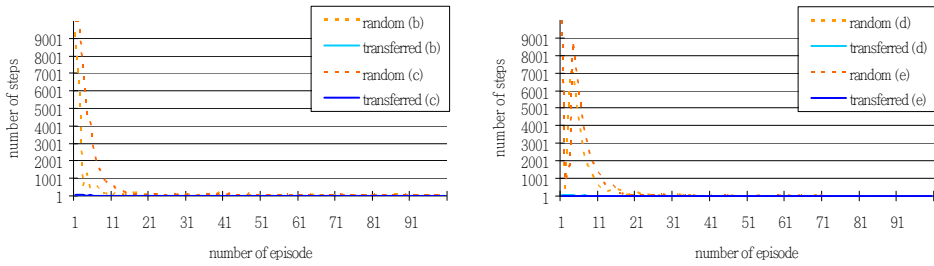 number of steps
9001
8001
7001
6001
5001
4001
3001
2001
1001
1
1 11 21 31 41 51 61 71 81 91
number of episode
random (b)
transferred (b)
random (c)
transferred (c)
number of steps
9001
8001
7001
6001
5001
4001
3001
2001
1001
1
1 11 21 31 41 51 61 71 81 91
number of episode
random (d)
transferred (d)
random (e)
transferred (e)